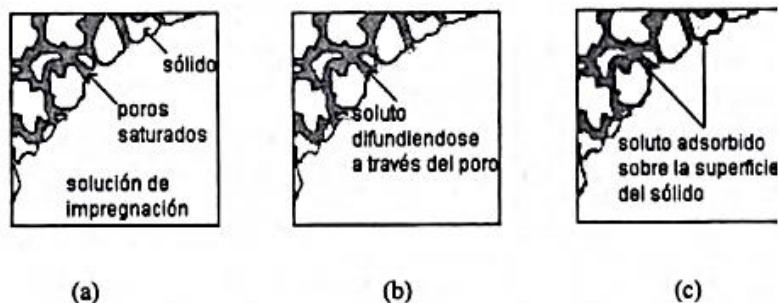 sólido
poros
saturados
solución de
impregnación
soluto
difundiendose
a través del poro
soluto adsorbido
sobre la superficie
del sólido
(a)
(b)
(c)